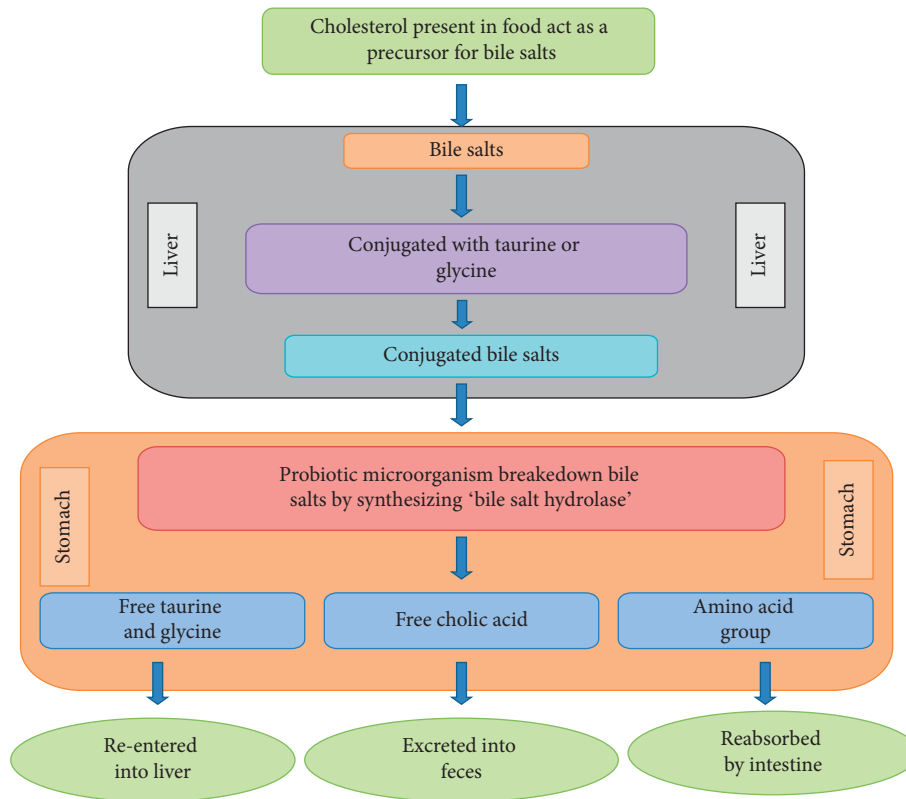 Cholesterol present in food act as a
precursor for bile salts
Bile salts
Liver
Conjugated with taurine or
glycine
Liver
Conjugated bile salts
Stomach
Probiotic microorganism breakedown bile
salts by synthesizing ‘bile salt hydrolase’
Stomach
Free taurine
and glycine
Free cholic acid
Amino acid
group
Re-entered
into liver
Excreted into
feces
Reabsorbed
by intestine